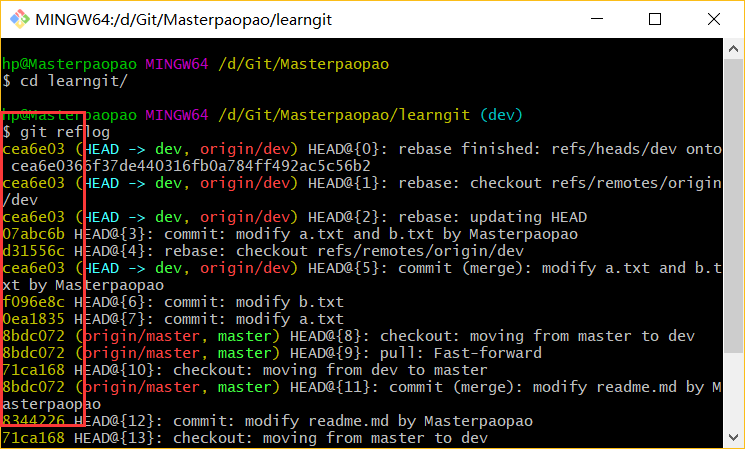 MINGW64:/d/Git/Masterpaopao/learngit
hp@Masterpaopao MINGW64 /d/Git/Masterpaopao
$ cd learngit/
hp@Masterpaopao MINGW64 /d/Git/Masterpaopao/learngit (dev)
$ git reflog
cea6e03 (HEAD -> dev, origin/dev) HEAD@{0}: rebase finished: refs/heads/dev onto
cea6e0366f37de440316fb0a784ff492ac5c56b2
cea6e03 (HEAD -> dev, origin/dev) HEAD@{1}: rebase: checkout refs/remotes/origin
/dev
cea6e03 (HEAD -> dev, origin/dev) HEAD@{2}: rebase: updating HEAD
07abc6b HEAD@{3}: commit: modify a.txt and b.txt by Masterpaopao
d31556c HEAD@{4}: rebase: checkout refs/remotes/origin/dev
cea6e03 (HEAD -> dev, origin/dev) HEAD@{5}: commit (merge): modify a.txt and b.t
xt by Masterpaopao
f096e8c HEAD@{6}: commit: modify b.txt
0ea1835 HEAD@{7}: commit: modify a.txt
8bdc072 (origin/master, master) HEAD@{8}: checkout: moving from master to dev
8bdc072 (origin/master, master) HEAD@{9}: pull: Fast-forward
71ca168 HEAD@{10}: checkout: moving from dev to master
8bdc072 (origin/master, master) HEAD@{11}: commit (merge): modify readme.md by M
asterpaopao
8344226 HEAD@{12}: commit: modify readme.md by Masterpaopao
71ca168 HEAD@{13}: checkout: moving from master to dev